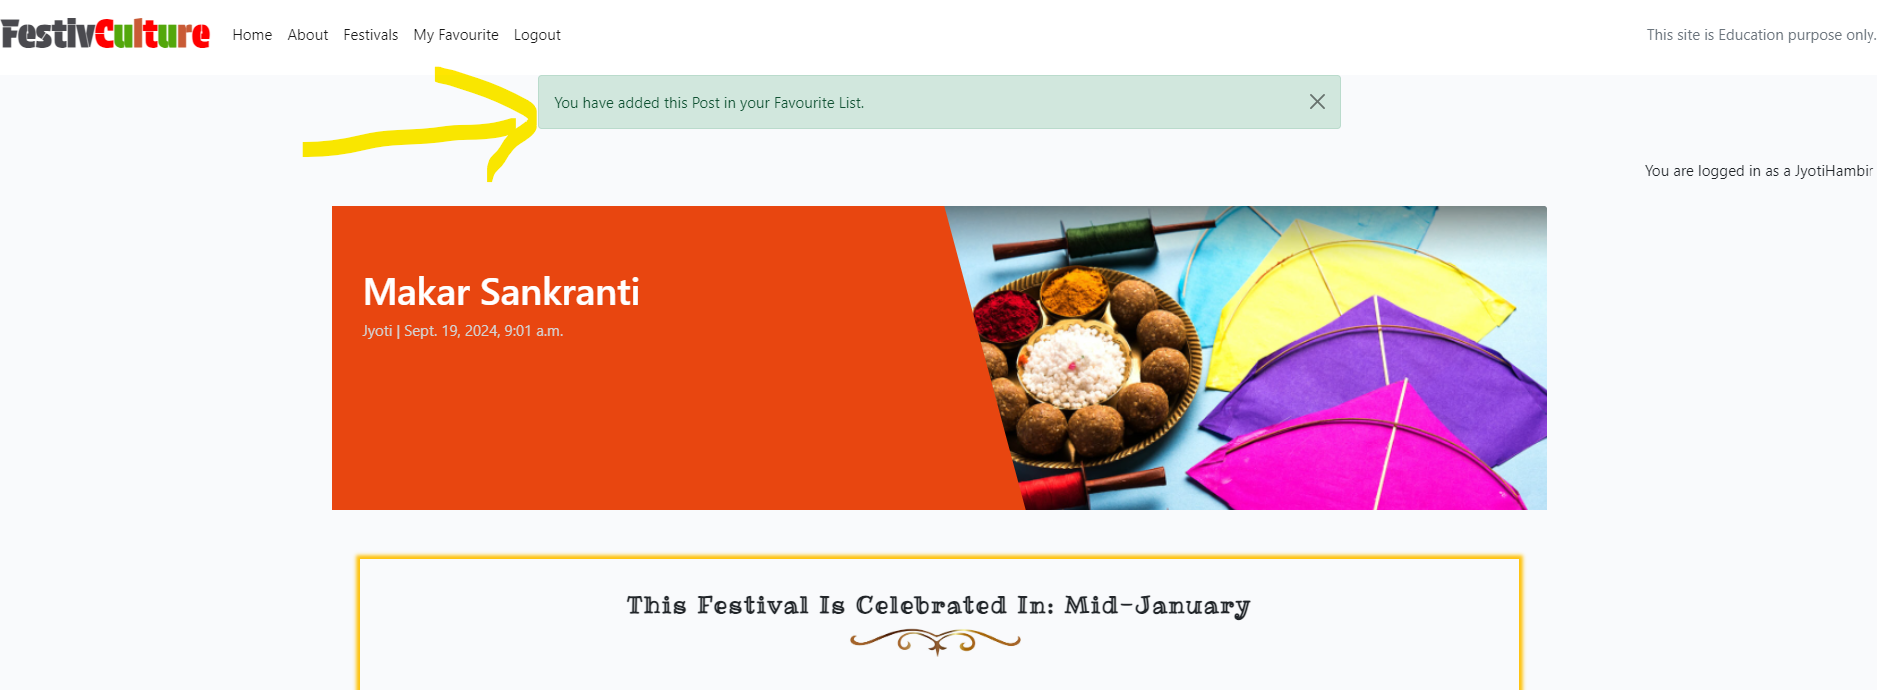 FestivCulture
Home About Festivals My Favourite Logout
This site is Education purpose only.
You have added this Post in your Favourite List.
You are logged in as a JyotiHambir
Makar Sankranti
Jyoti | Sept. 19, 2024, 9:01 a.m.
This Festival Is Celebrated In: Mid-January